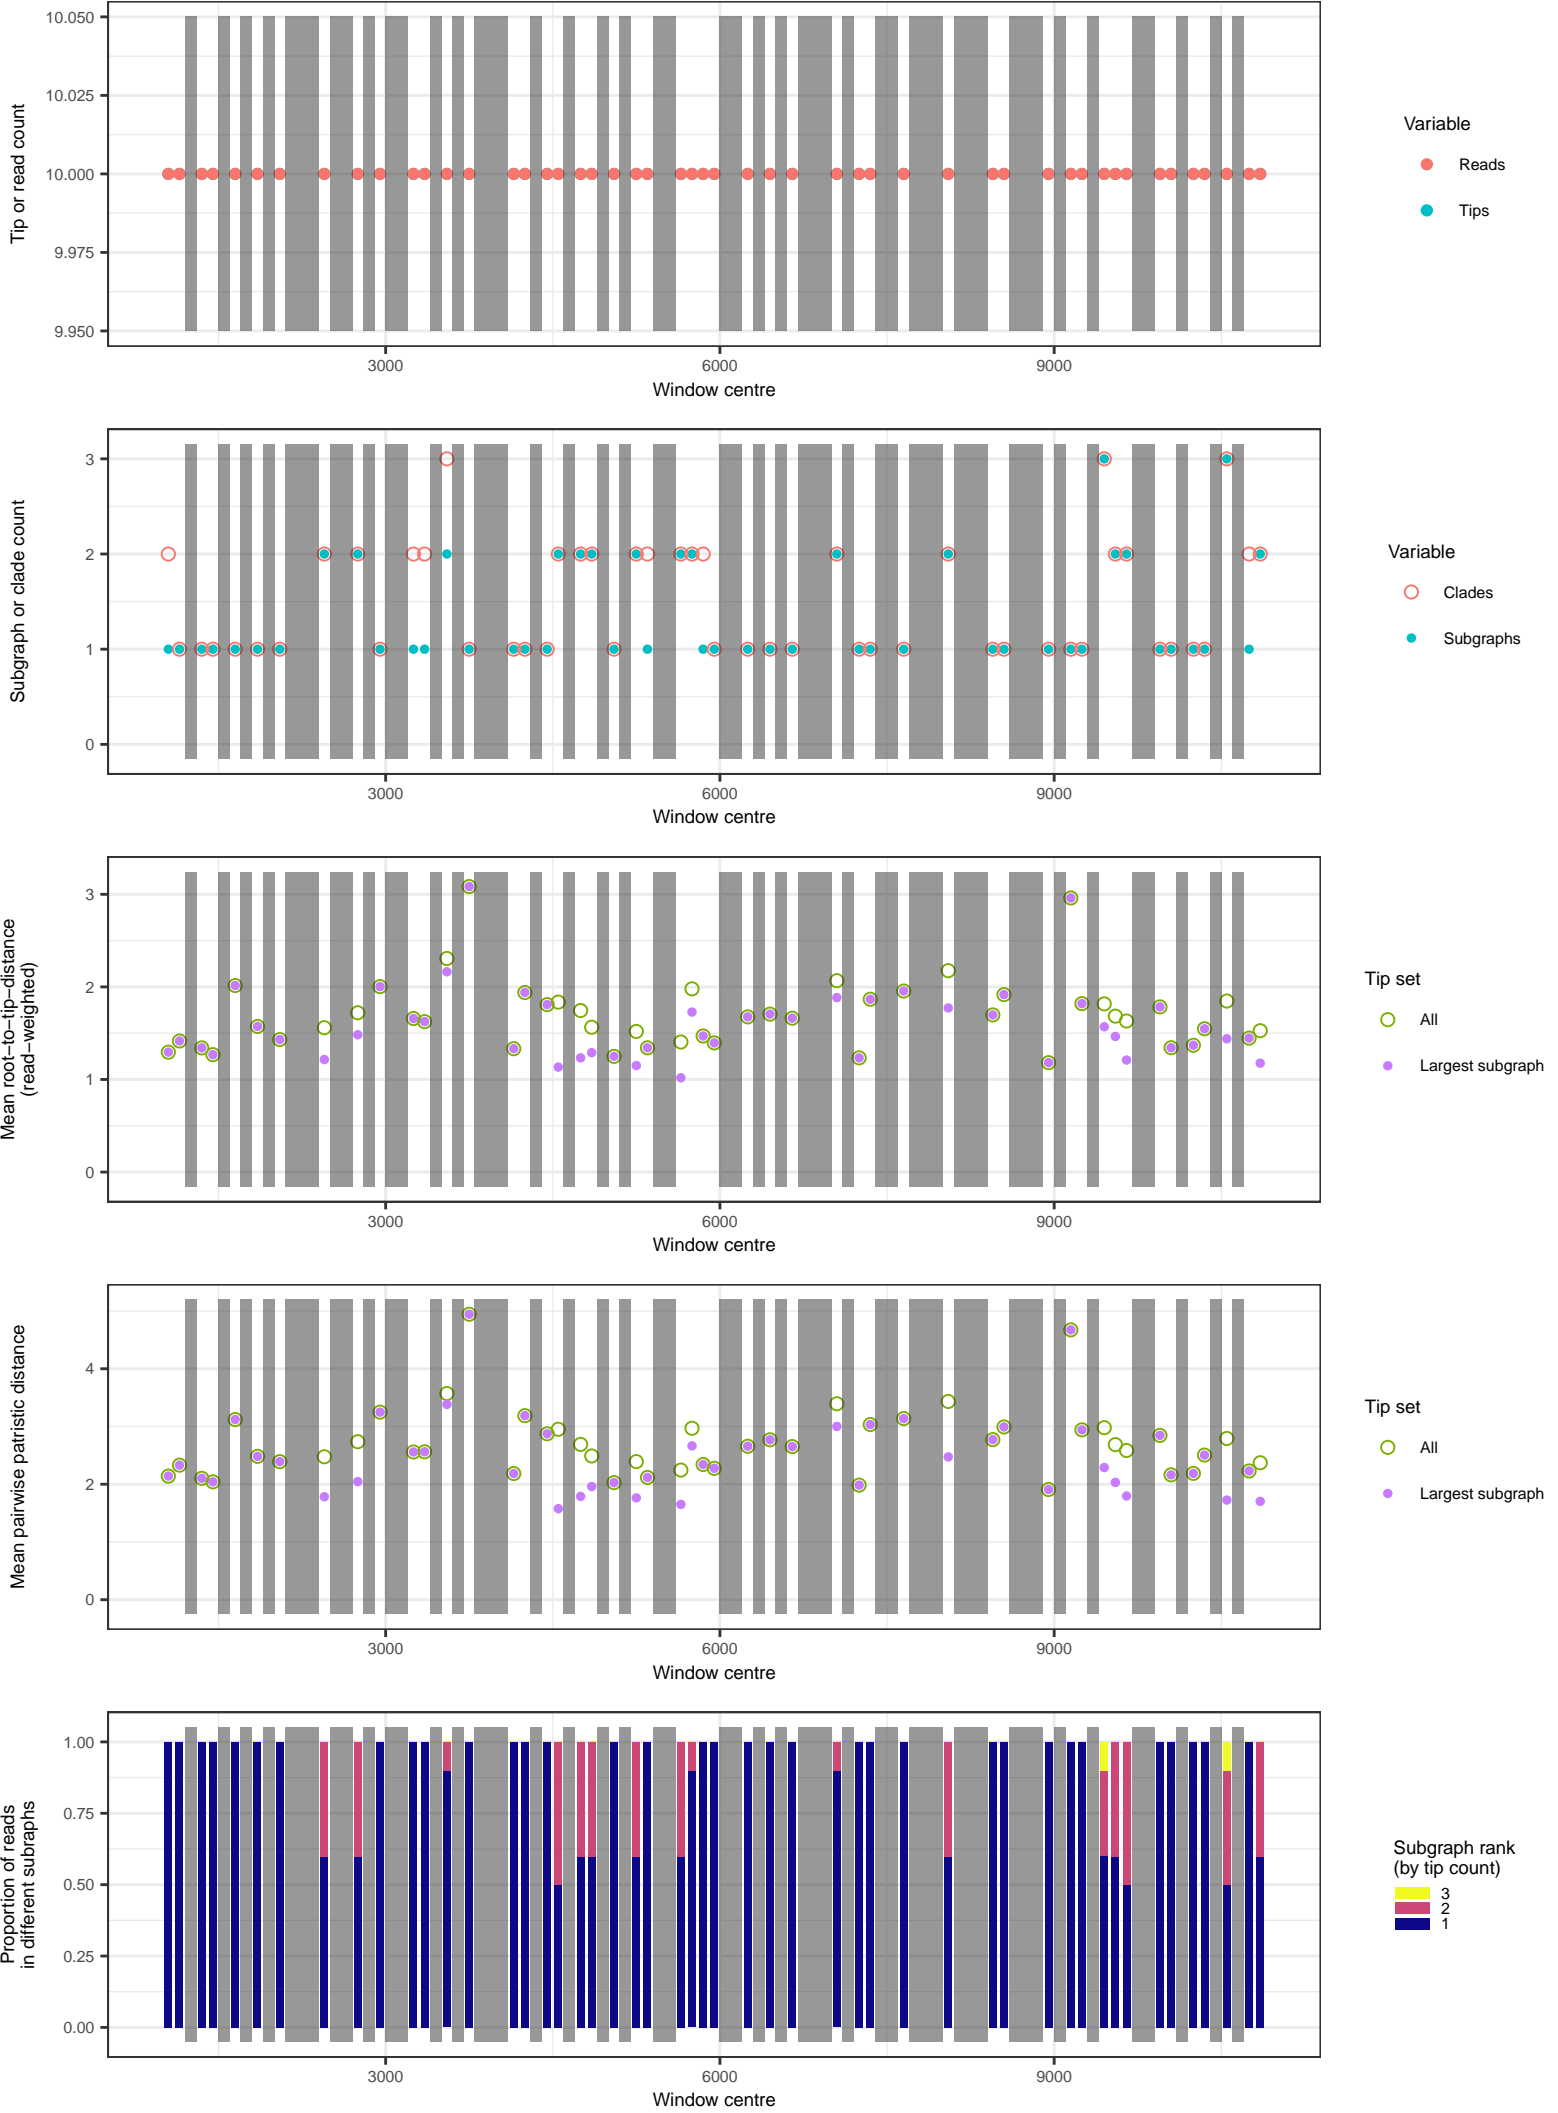 10.050
10.025
10.000
9.975
9.950
Tip or read count
3000
6000
9000
Window centre
Variable
Reads
Tips
3
2
1
0
Subgraph or clade count
3000
6000
9000
Window centre
Variable
Clades
Subgraphs
3
2
1
0
Mean root−to−tip−distance
(read−weighted)
3000
6000
9000
Window centre
Tip set
All
Largest subgraph
4
2
0
Mean pairwise patristic distance
3000
6000
9000
Window centre
Tip set
All
Largest subgraph
1.00
0.75
0.50
0.25
0.00
Proportion of reads
in different subraphs
3000
6000
9000
Window centre
Subgraph rank
(by tip count)
3
2
1